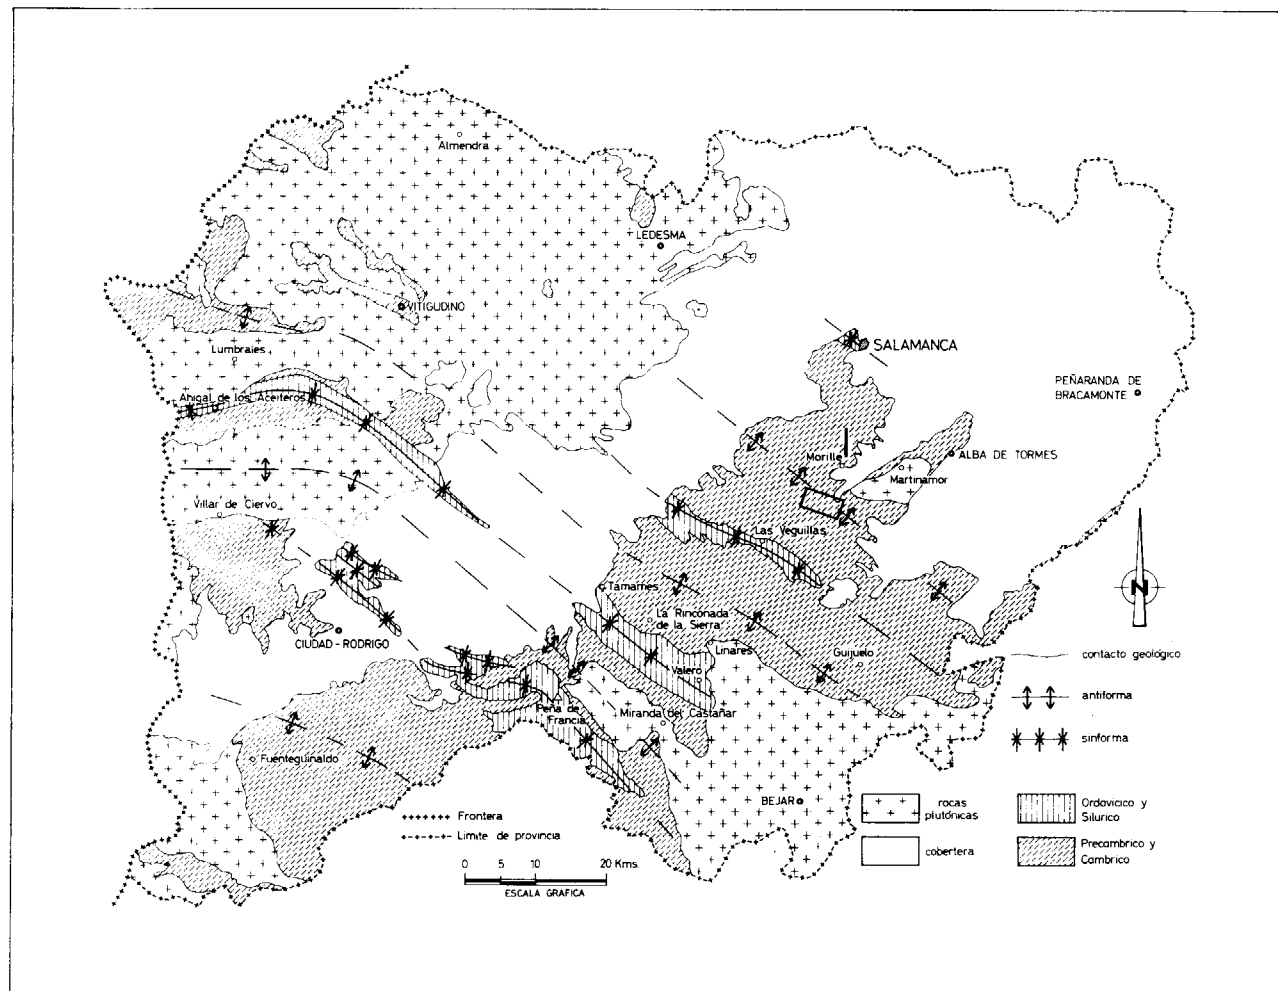 Almendra
LEDESMA
VITIGUDINO
Lumbrales
SALAMANCA
PEÑARANDA DE
BRACAMONTE
Ahigal de los Aceiteros
Morille
ALBA DE TORMES
Martinamor
Villar de Ciervo
Las Veguillas
Tamames
La Rinconada
de la Sierra
CIUDAD-RODRIGO
Linares
Guijuelo
Valero
Peña de
Francia
Miranda del Castañar
Fuenteguinaldo
BEJAR
N
contacto geológico
antiforma
sinforma
Frontera
Limite de provincia
0 5 10 20 Kms.
ESCALA GRAFICA
rocas
plutónicas
cobertera
Ordovicico y
Silurico
Precambrico y
Cambrico